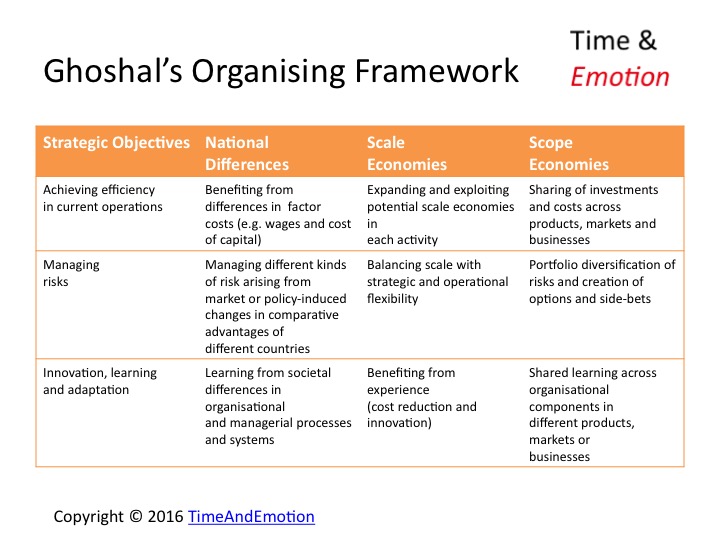 Time &
Emotion
Ghoshal’s Organising Framework
Strategic Objectives
National
Differences
Scale
Economies
Scope
Economies
Achieving efficiency
in current operations
Benefiting from
differences in  factor
costs (e.g. wages and cost
of capital)
Expanding and exploiting
potential scale economies
in
each activity
Sharing of investments
and costs across
products, markets and
businesses
Managing
risks
Managing different kinds
of risk arising from
market or policy-induced
changes in comparative
advantages of
different countries
Balancing scale with
strategic and operational
flexibility
Portfolio diversification of
risks and creation of
options and side-bets
Innovation, learning
and adaptation
Learning from societal
differences in
organisational
and managerial processes
and systems
Benefiting from
experience
(cost reduction and
innovation)
Shared learning across
organisational
components in
different products,
markets or
businesses
Copyright © 2016 TimeAndEmotion